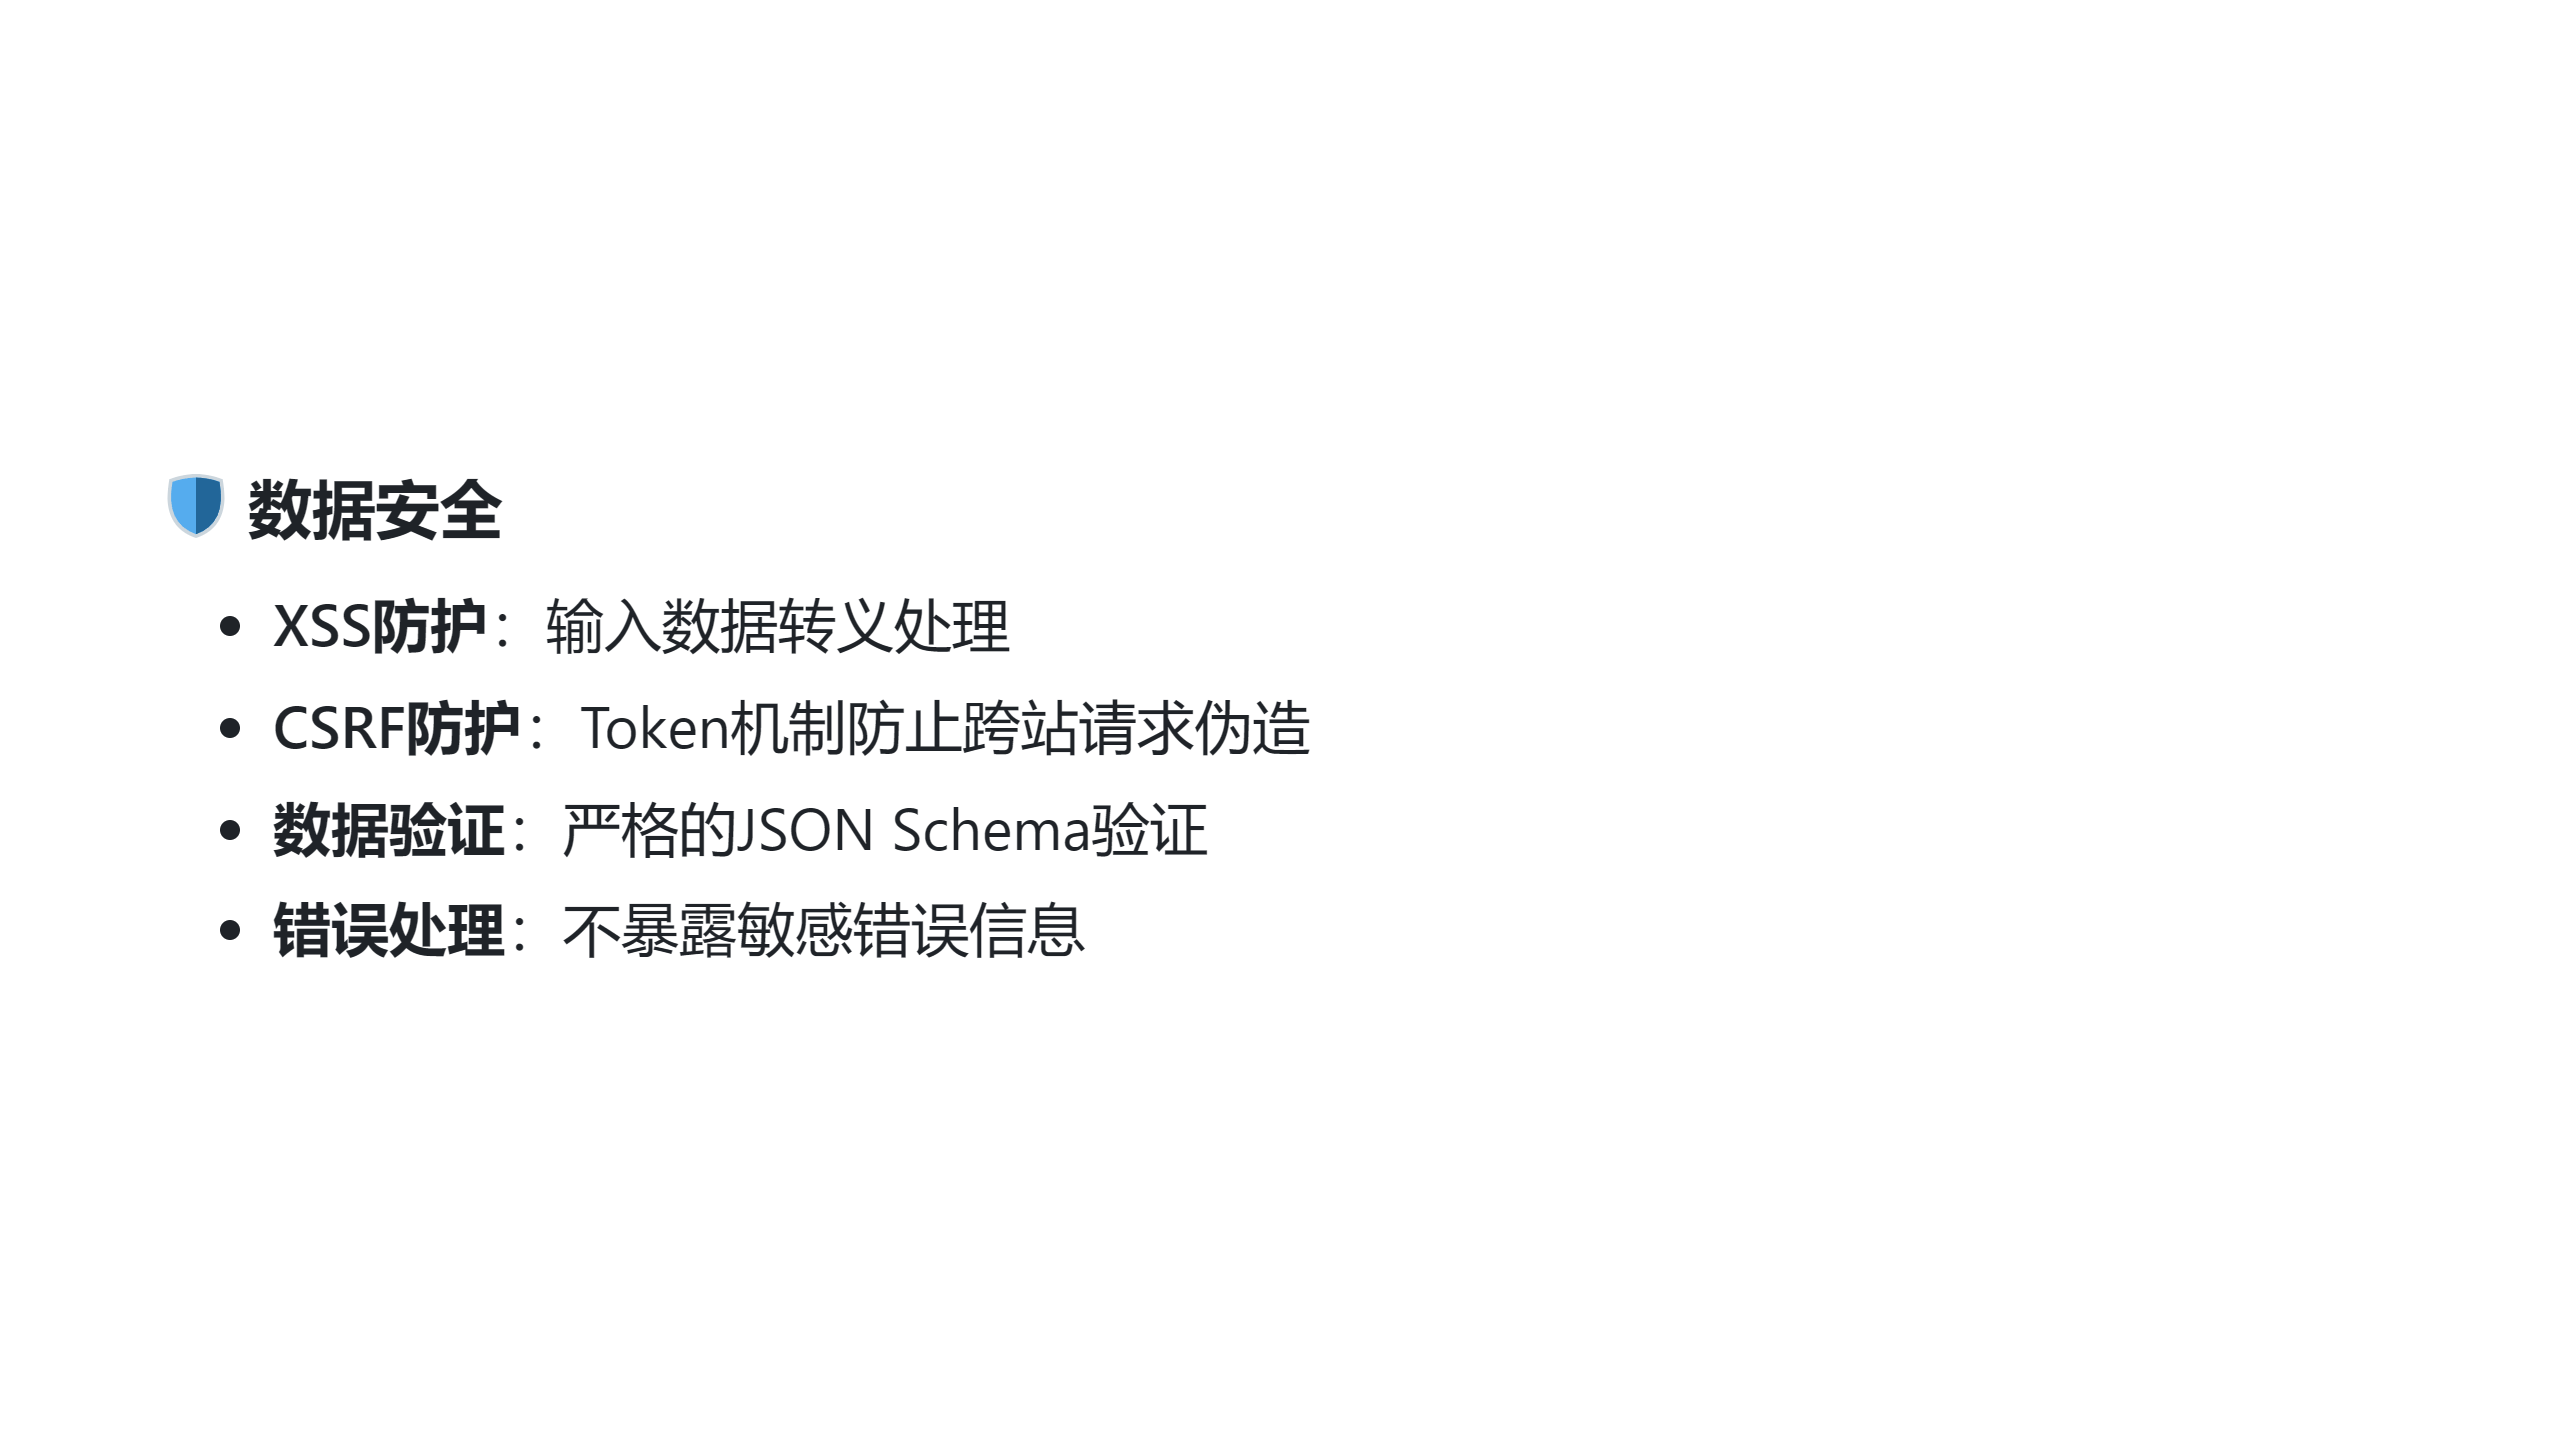 🛡️ 数据安全
• XSS防护：输入数据转义处理
• CSRF防护：Token机制防止跨站请求伪造
• 数据验证：严格的JSON Schema验证
• 错误处理：不暴露敏感错误信息